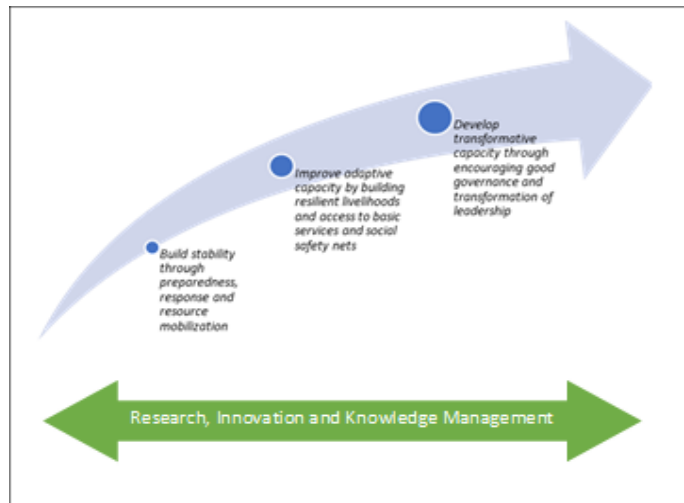 Develop
transformative
capacity through
encouraging good
governance and
transformation of
leadership
Improve adaptive
capacity by building
resilient livelihoods
and access to basic
services and social
safety nets
Build stability
through
preparedness,
response and
resource
mobilization
Research, Innovation and Knowledge Management